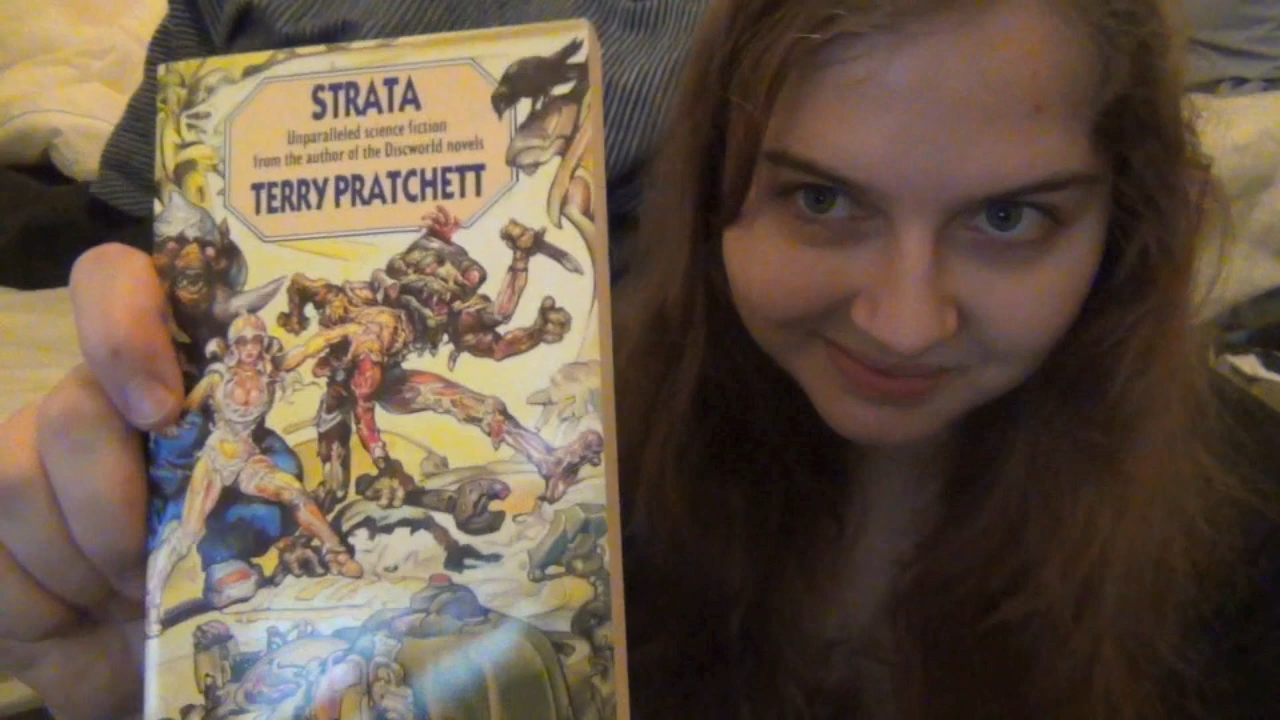 STRATA
Unparalleled science fiction
from the author of the Discworld novels
TERRY PRATCHETT